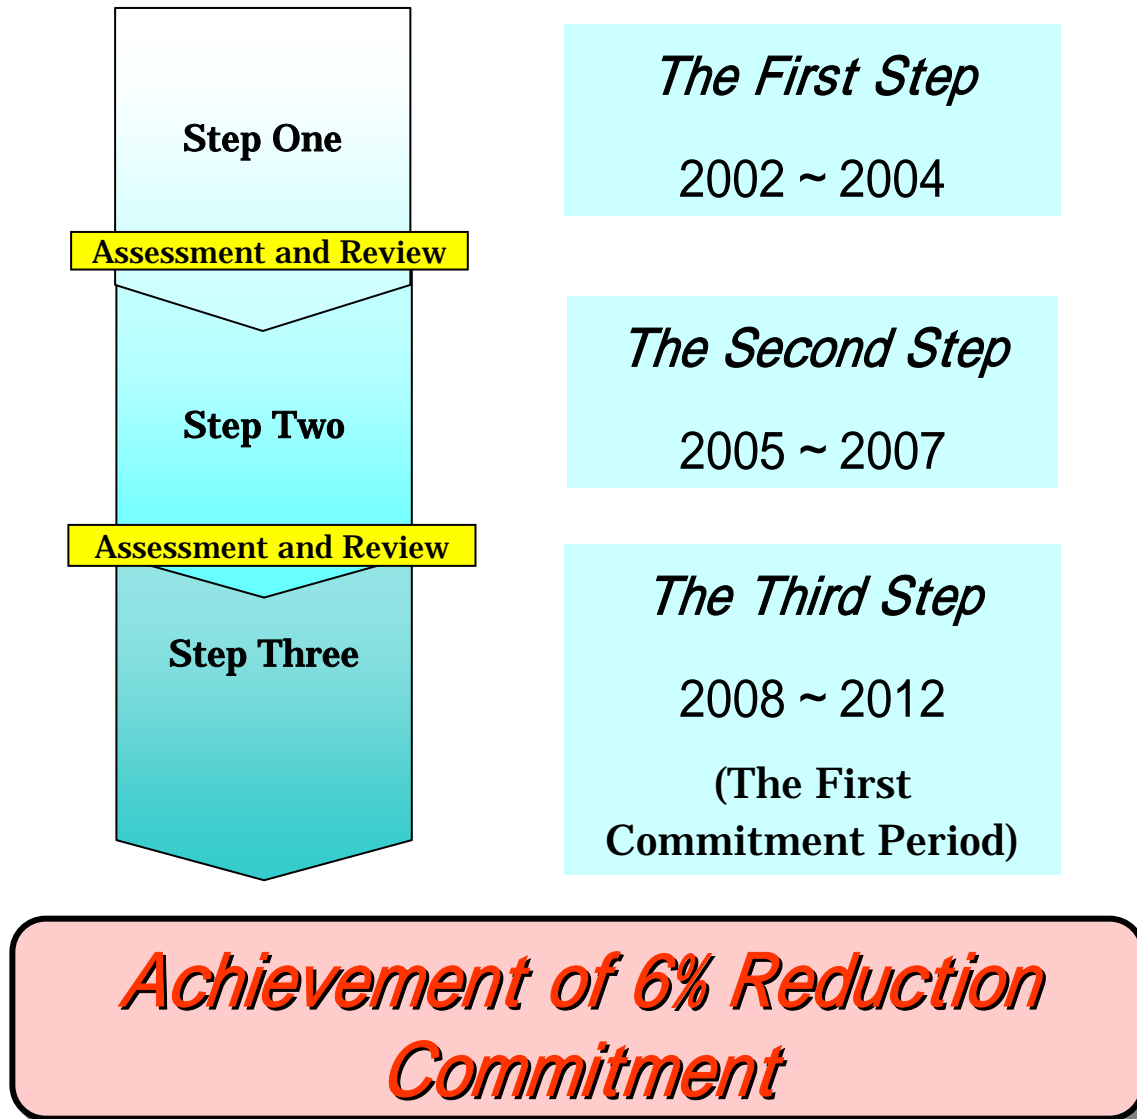 Step One
Assessment and Review
Step Two
Assessment and Review
Step Three
The First Step
2002 ~ 2004
The Second Step
2005 ~ 2007
The Third Step
2008 ~ 2012
(The First
Commitment Period)
Achievement of 6% Reduction
Commitment